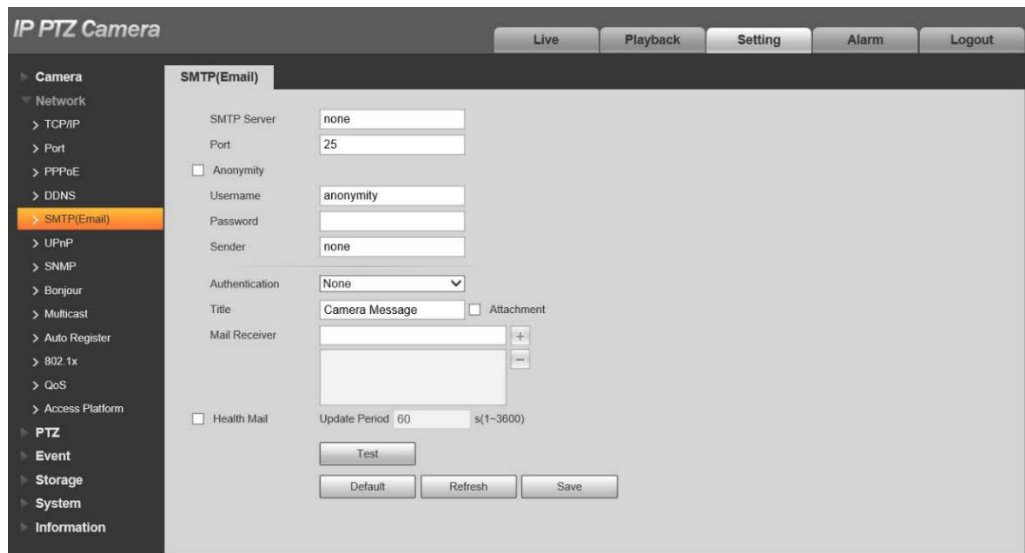 IP PTZ Camera
Live
Playback
Setting
Alarm
Logout
Camera
Network
TCP/IP
Port
PPPoE
DDNS
SMTP(Email)
UPnP
SNMP
Bonjour
Multicast
Auto Register
802.1x
QoS
Access Platform
PTZ
Event
Storage
System
Information
SMTP(Email)
SMTP Server none
Port 25
Anonymity
Username anonymity
Password
Sender none
Authentication None
Title Camera Message Attachment
Mail Receiver
Health Mail Update Period 60 s(1~3600)
Test
Default Refresh Save